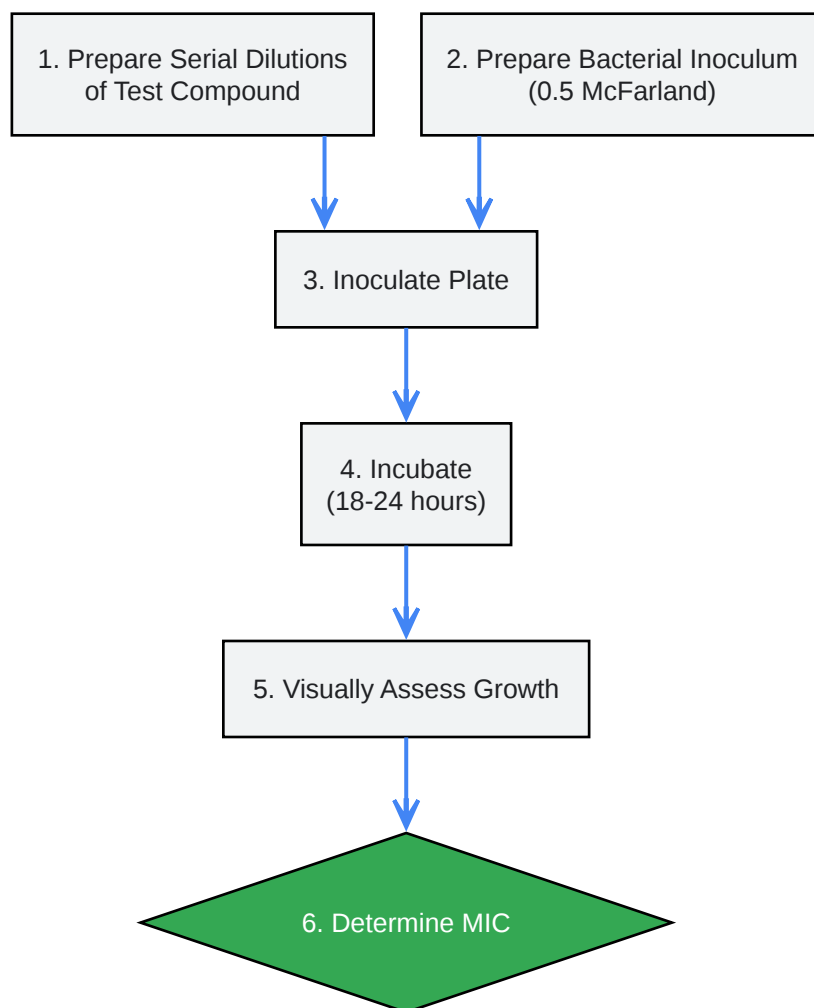 1. Prepare Serial Dilutions
of Test Compound
2. Prepare Bacterial Inoculum
(0.5 McFarland)
3. Inoculate Plate
4. Incubate
(18-24 hours)
5. Visually Assess Growth
6. Determine MIC